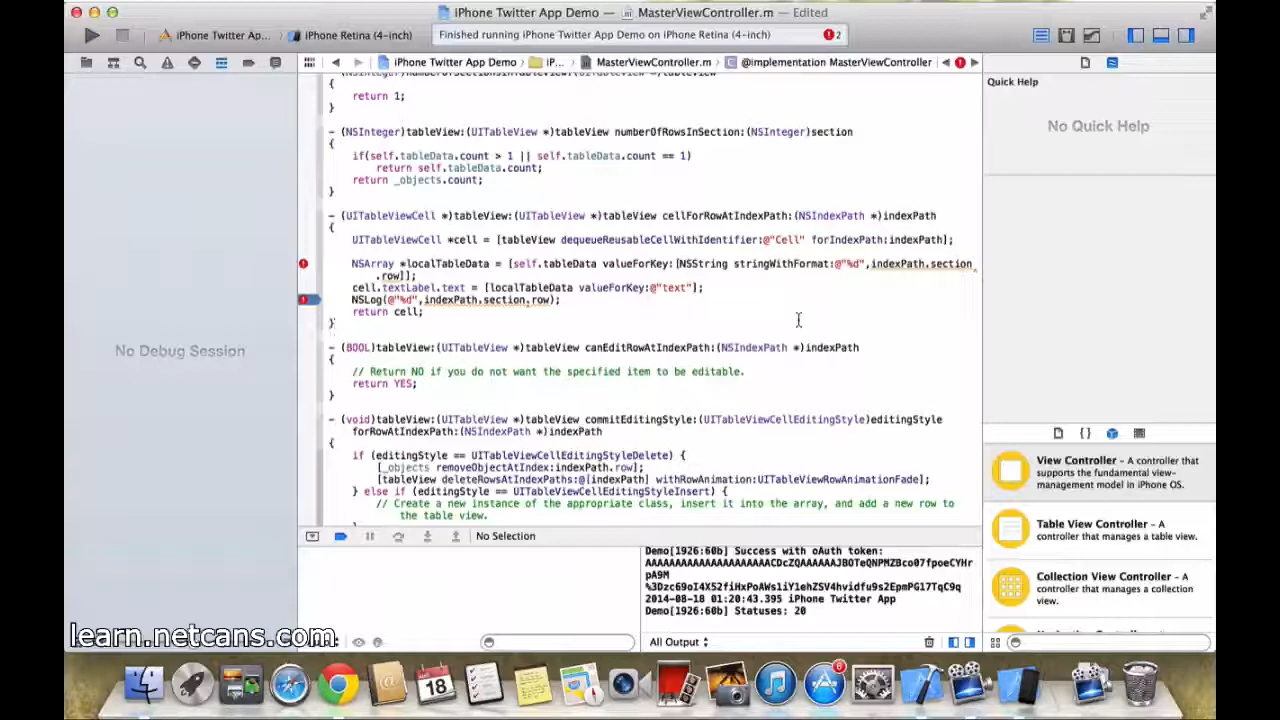 iPhone Twitter App Demo — MasterViewController.m — Edited
iPhone Twitter Ap... iPhone Retina (4-inch)
Finished running iPhone Twitter App Demo on iPhone Retina (4-inch) 2
iPhone Twitter App Demo iP... MasterViewController.m @implementation MasterViewController
{
return 1;
}
- (NSInteger)tableView:(UITableView *)tableView numberOfRowsInSection:(NSInteger)section
{
if(self.tableData.count > 1 || self.tableData.count == 1)
return self.tableData.count;
return _objects.count;
}
- (UITableViewCell *)tableView:(UITableView *)tableView cellForRowAtIndexPath:(NSIndexPath *)indexPath
{
UITableViewCell *cell = [tableView dequeueReusableCellWithIdentifier:@"Cell" forIndexPath:indexPath];
NSArray *localTableData = [self.tableData valueForKey:[NSString stringWithFormat:@"%d",indexPath.section
.row]];
cell.textLabel.text = [localTableData valueForKey:@"text"];
NSLog(@"%d",indexPath.section.row);
return cell;
}
- (BOOL)tableView:(UITableView *)tableView canEditRowAtIndexPath:(NSIndexPath *)indexPath
{
// Return NO if you do not want the specified item to be editable.
return YES;
}
- (void)tableView:(UITableView *)tableView commitEditingStyle:(UITableViewCellEditingStyle)editingStyle
forRowAtIndexPath:(NSIndexPath *)indexPath
{
if (editingStyle == UITableViewCellEditingStyleDelete) {
[_objects removeObjectAtIndex:indexPath.row];
[tableView deleteRowsAtIndexPaths:@[indexPath] withRowAnimation:UITableViewRowAnimationFade];
} else if (editingStyle == UITableViewCellEditingStyleInsert) {
// Create a new instance of the appropriate class, insert it into the array, and add a new row to
the table view.
No Debug Session
Quick Help
No Quick Help
View Controller - A controller that
supports the fundamental view-
management model in iPhone OS.
Table View Controller - A
controller that manages a table view.
Collection View Controller - A
controller that manages a collection
view.
No Selection
Demo[1926:60b] Success with oAuth token:
2014-08-18 01:20:43.395 iPhone Twitter App
Demo[1926:60b] Statuses: 20
All Output
learn.netcans.com
AUG
18
6